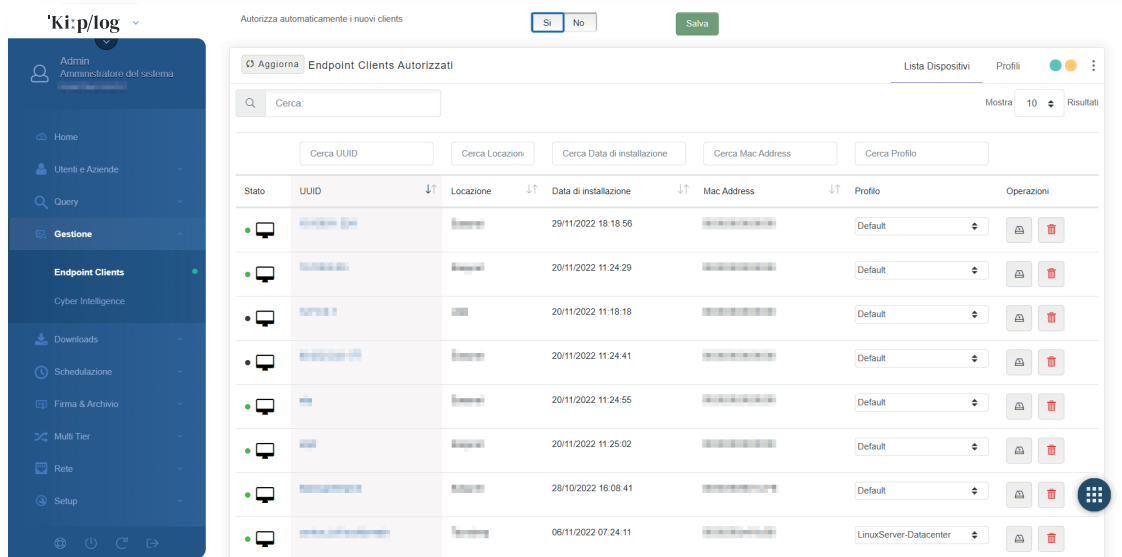 'Ki:p/log
Autorizza automaticamente i nuovi clients
Si No
Salva
Admin
Amministratore del sistema
Home
Utenti e Aziende
Query
Gestione
Endpoint Clients
Cyber Intelligence
Downloads
Schedulazione
Firma & Archivio
Multi Tier
Rete
Setup
Aggiorna Endpoint Clients Autorizzati
Lista Dispositivi Profili
Cerca:
Mostra 10 Risultati
Cerca UUID Cerca Locazion Cerca Data di installazione Cerca Mac Address Cerca Profilo
Stato UUID Locazione Data di installazione Mac Address Profilo Operazioni
29/11/2022 18:18:56 Default
20/11/2022 11:24:29 Default
20/11/2022 11:18:18 Default
20/11/2022 11:24:41 Default
20/11/2022 11:24:55 Default
20/11/2022 11:25:02 Default
28/10/2022 16:08:41 Default
06/11/2022 07:24:11 LinuxServer-Datacenter